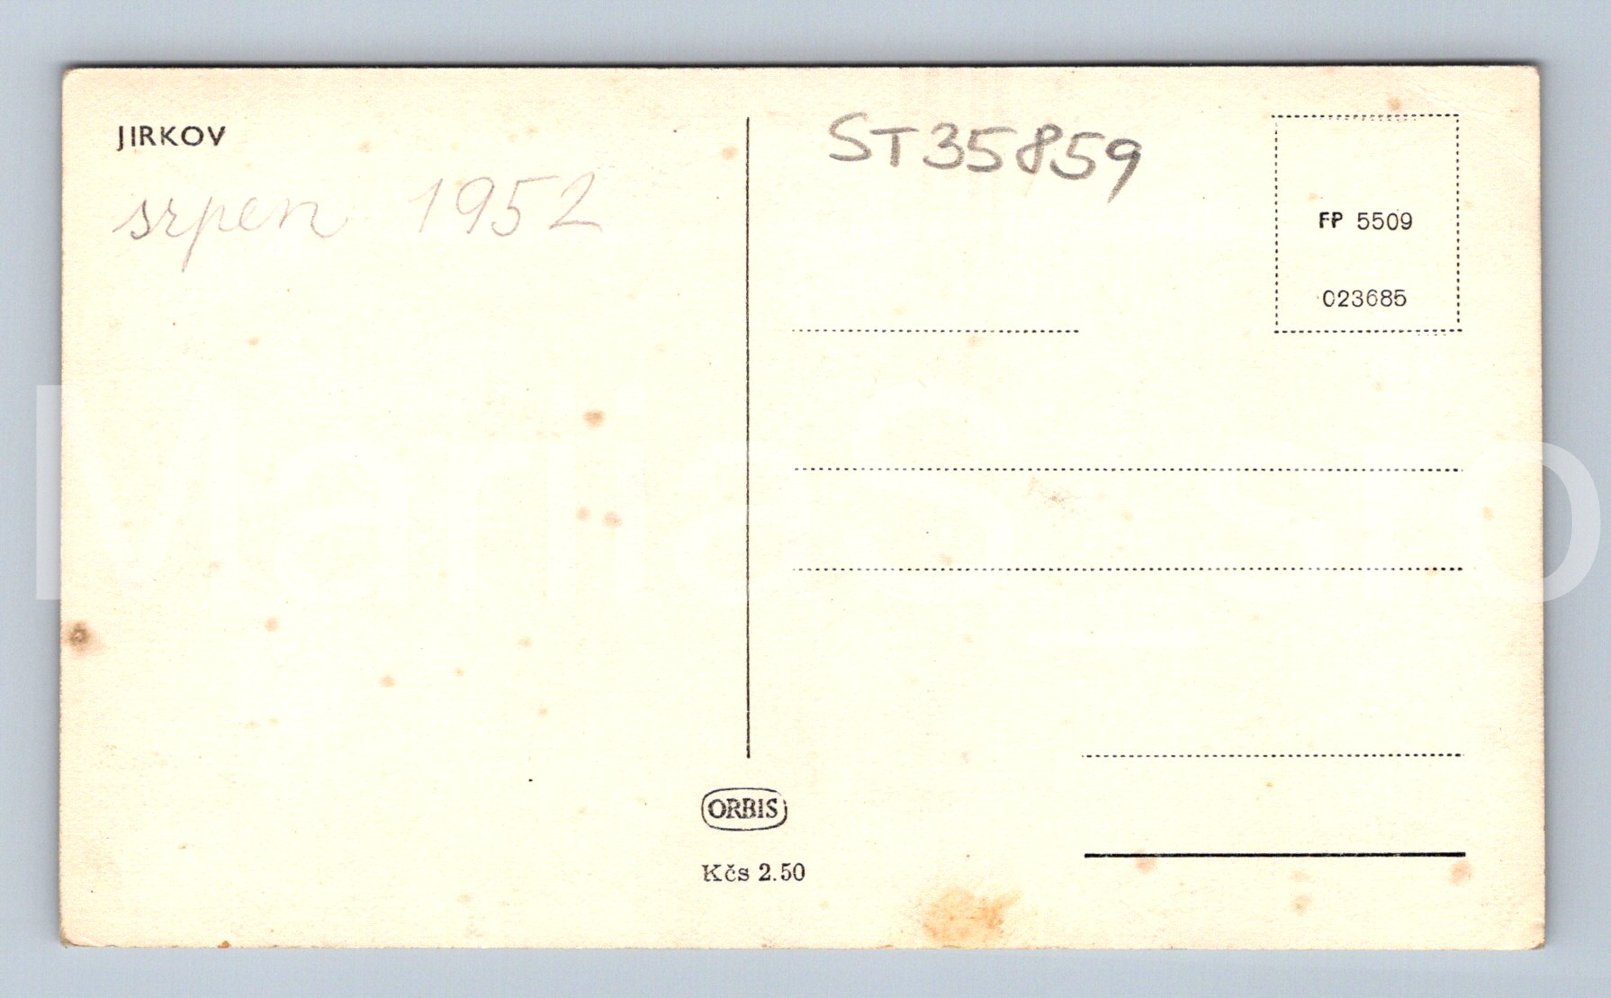 JIRKOV
srpen 1952
ST35859
FP 5509
023685
ORBIS
Kčs 2.50